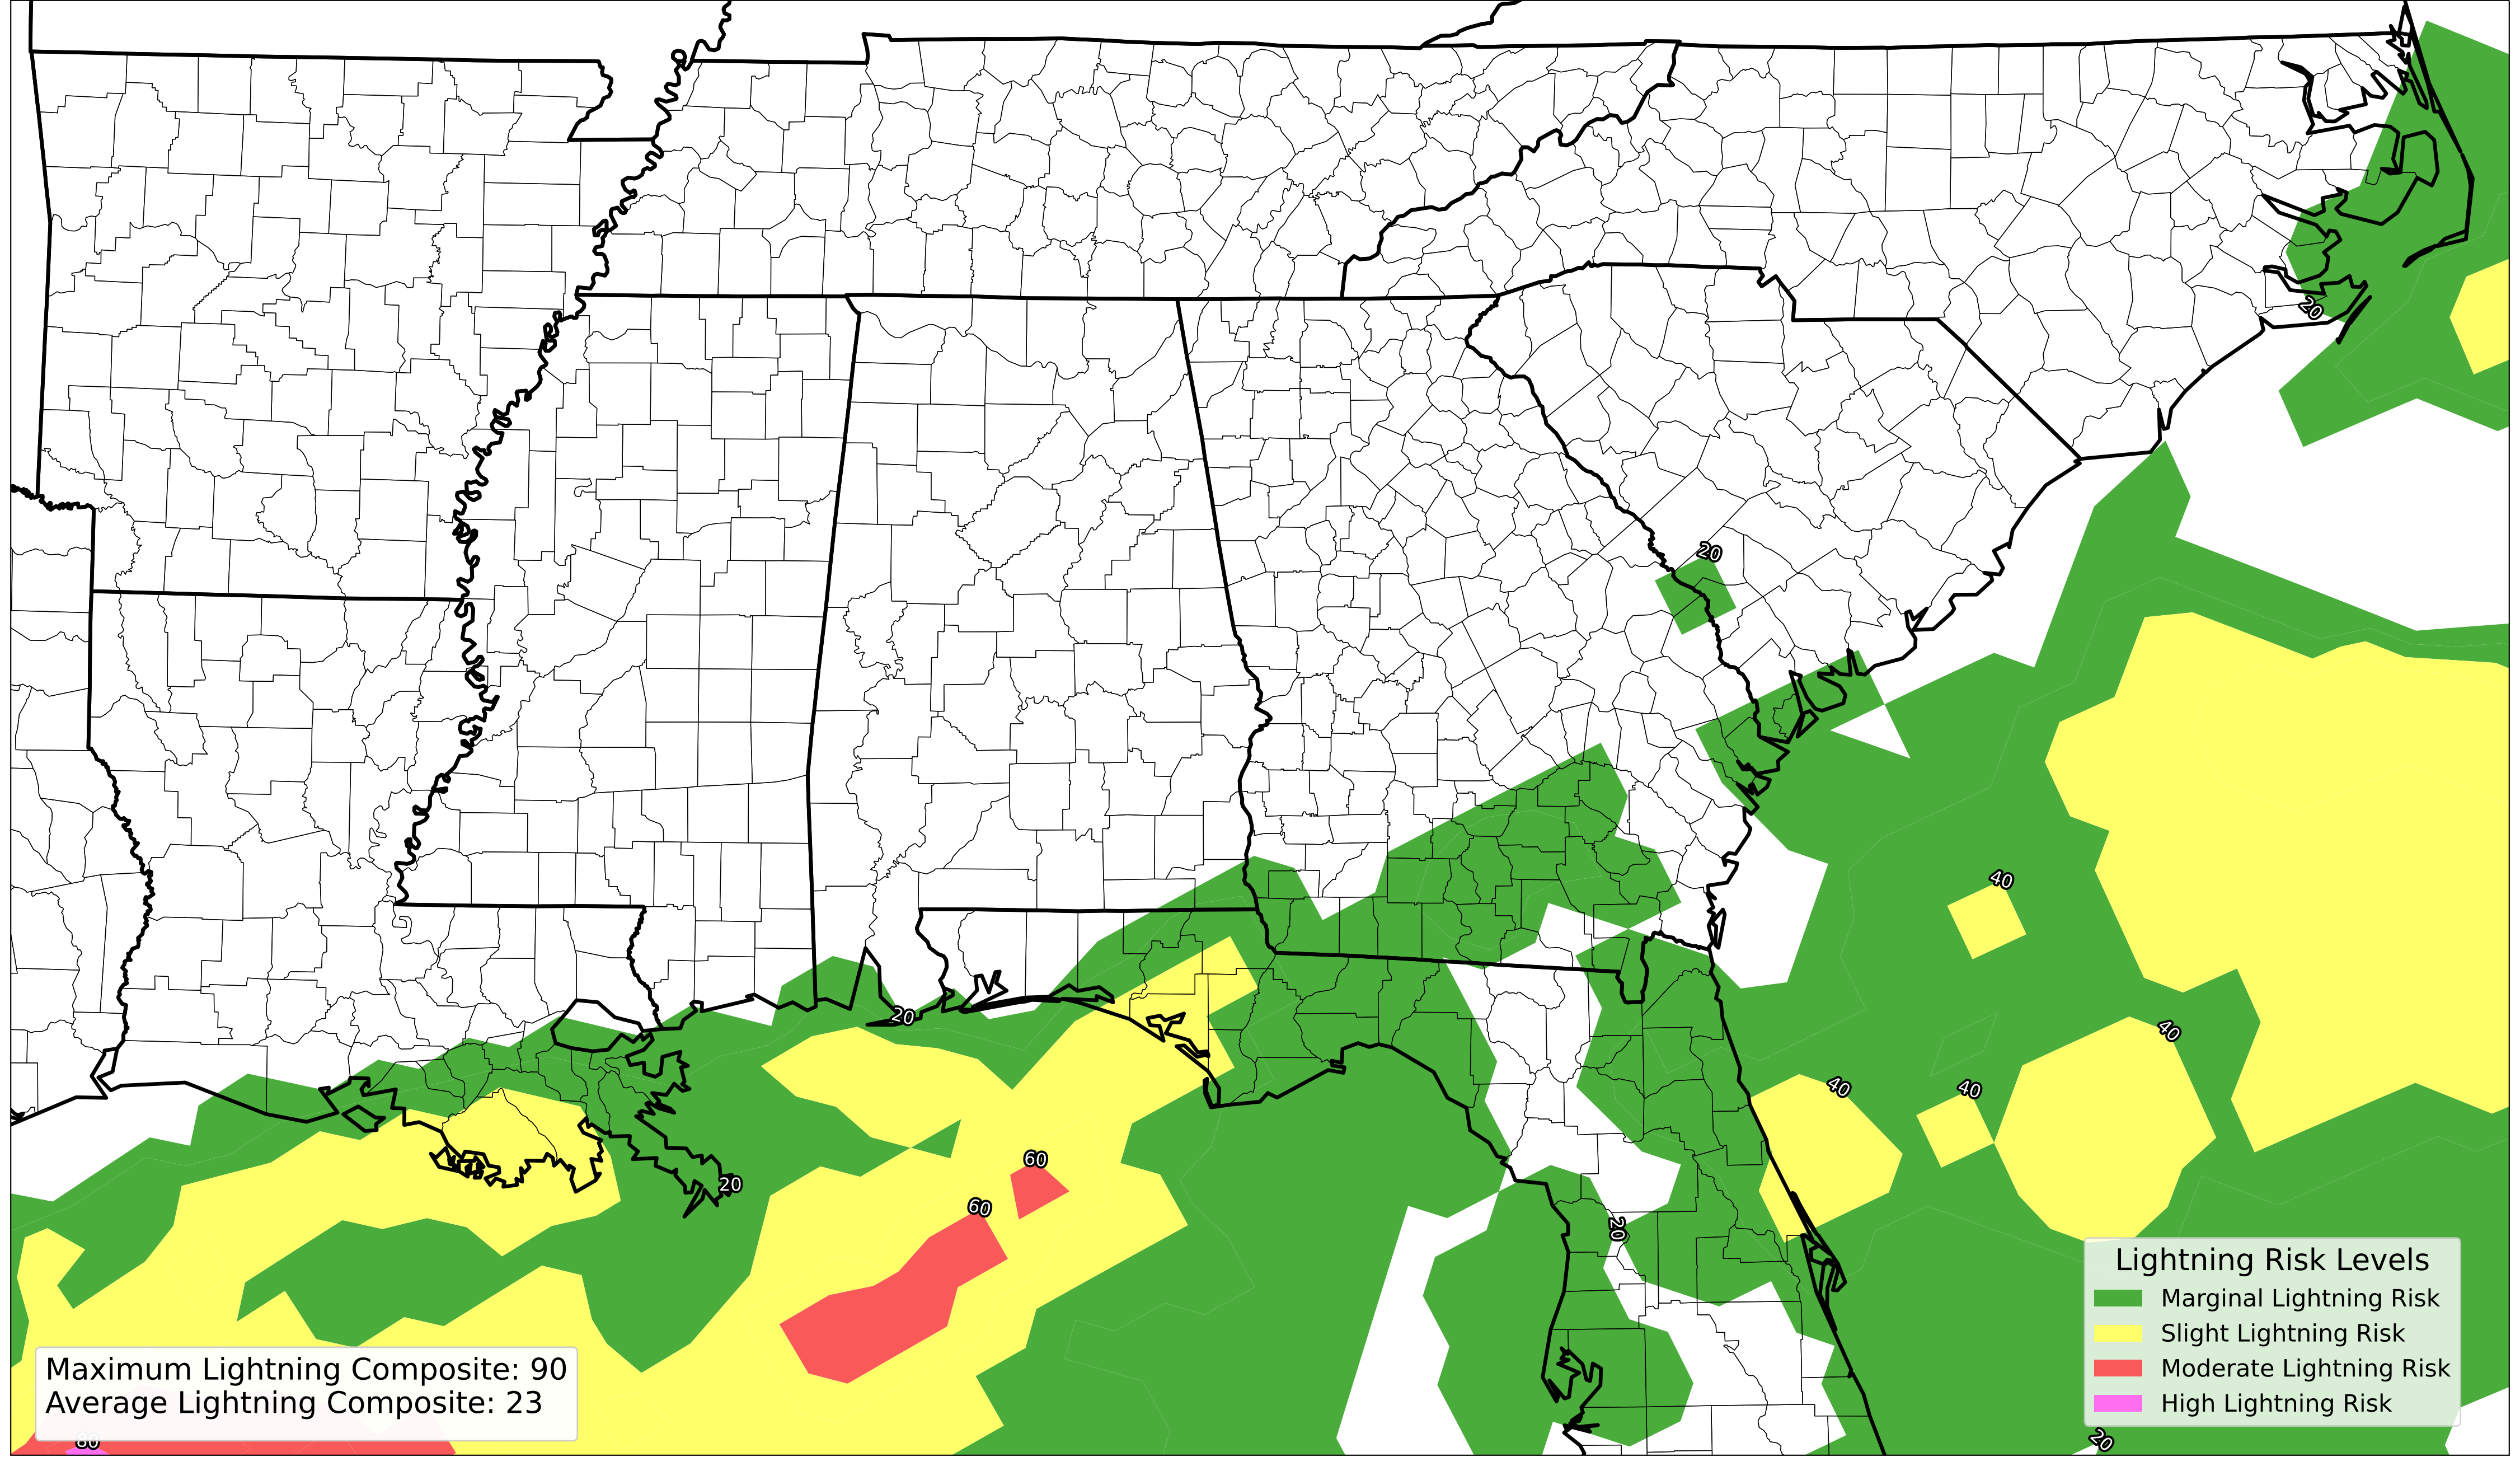 20
20
40
20
40
40
40
60
20
60
20
Lightning Risk Levels
Marginal Lightning Risk
Slight Lightning Risk
Moderate Lightning Risk
High Lightning Risk
Maximum Lightning Composite: 90
Average Lightning Composite: 23
80
20